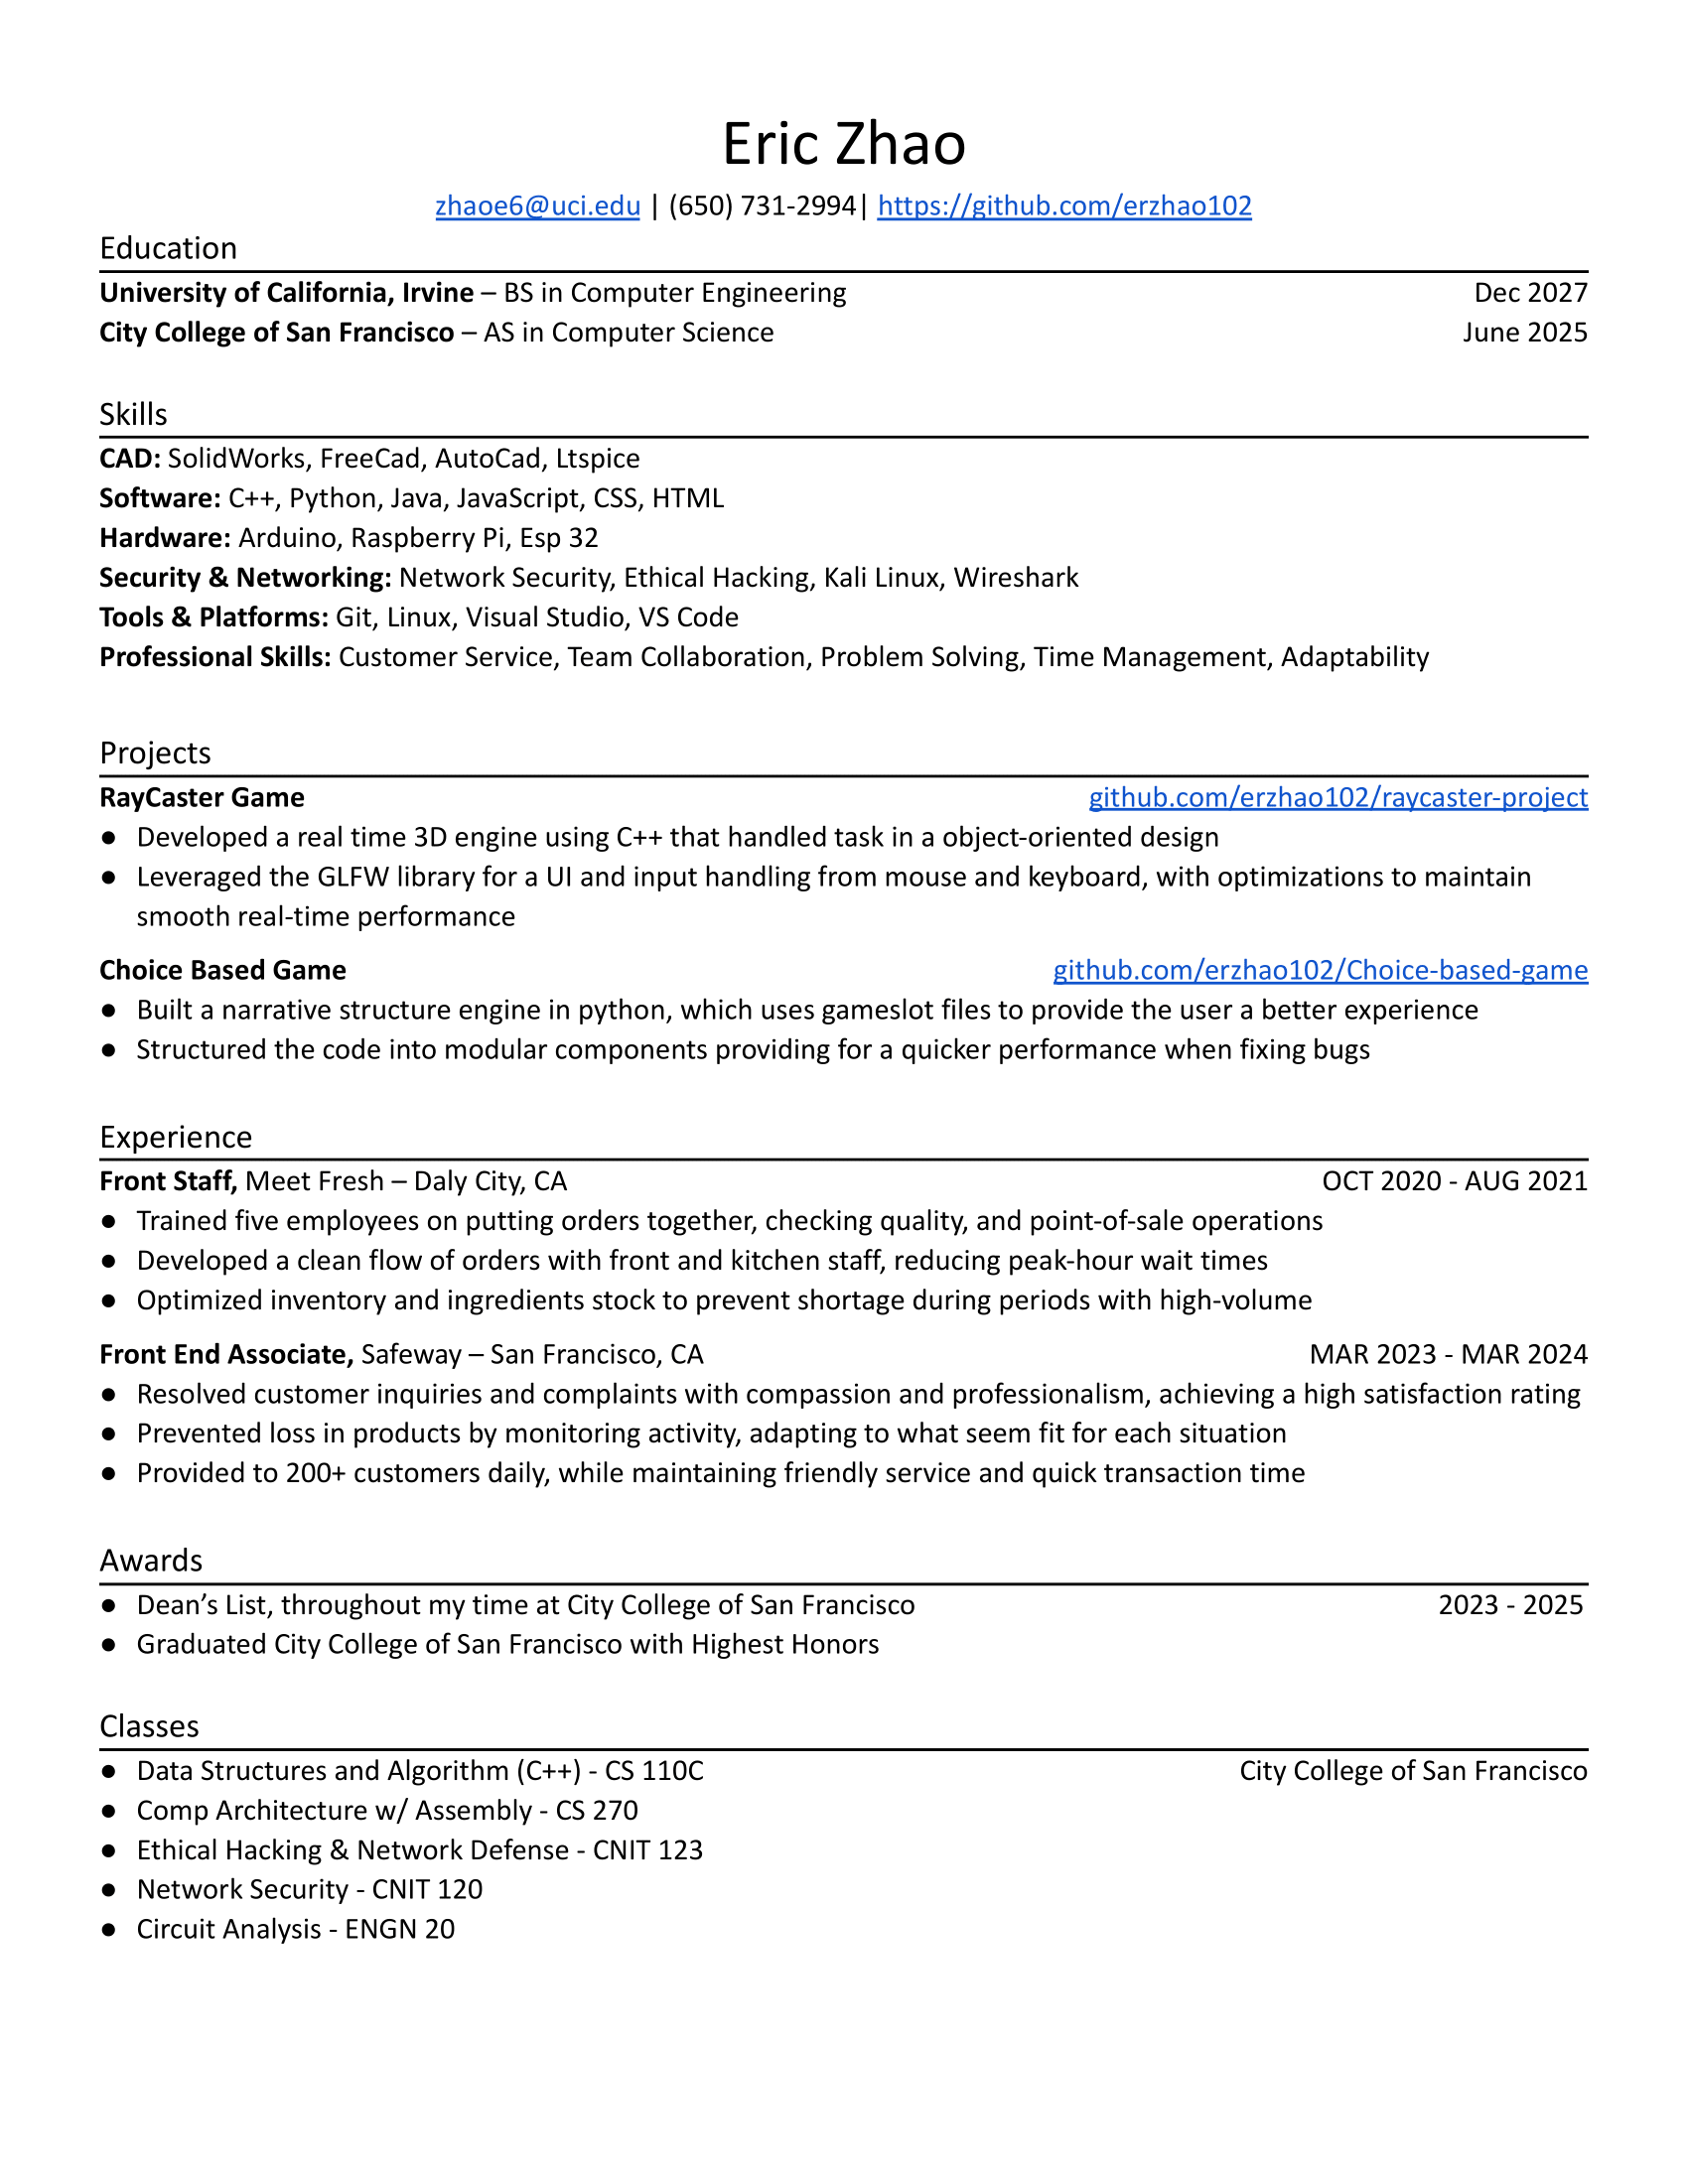 Eric Zhao
zhaoe6@uci.edu | (650) 731-2994| https://github.com/erzhao102
Education
University of California, Irvine – BS in Computer Engineering Dec 2027
City College of San Francisco – AS in Computer Science June 2025
Skills
CAD: SolidWorks, FreeCad, AutoCad, Ltspice
Software: C++, Python, Java, JavaScript, CSS, HTML
Hardware: Arduino, Raspberry Pi, Esp 32
Security & Networking: Network Security, Ethical Hacking, Kali Linux, Wireshark
Tools & Platforms: Git, Linux, Visual Studio, VS Code
Professional Skills: Customer Service, Team Collaboration, Problem Solving, Time Management, Adaptability
Projects
RayCaster Game github.com/erzhao102/raycaster-project
● Developed a real time 3D engine using C++ that handled task in a object-oriented design
● Leveraged the GLFW library for a UI and input handling from mouse and keyboard, with optimizations to maintain
smooth real-time performance
Choice Based Game github.com/erzhao102/Choice-based-game
● Built a narrative structure engine in python, which uses gameslot files to provide the user a better experience
● Structured the code into modular components providing for a quicker performance when fixing bugs
Experience
Front Staff, Meet Fresh – Daly City, CA OCT 2020 - AUG 2021
● Trained five employees on putting orders together, checking quality, and point-of-sale operations
● Developed a clean flow of orders with front and kitchen staff, reducing peak-hour wait times
● Optimized inventory and ingredients stock to prevent shortage during periods with high-volume
Front End Associate, Safeway – San Francisco, CA MAR 2023 - MAR 2024
● Resolved customer inquiries and complaints with compassion and professionalism, achieving a high satisfaction rating
● Prevented loss in products by monitoring activity, adapting to what seem fit for each situation
● Provided to 200+ customers daily, while maintaining friendly service and quick transaction time
Awards
● Dean’s List, throughout my time at City College of San Francisco 2023 - 2025
● Graduated City College of San Francisco with Highest Honors
Classes
● Data Structures and Algorithm (C++) - CS 110C City College of San Francisco
● Comp Architecture w/ Assembly - CS 270
● Ethical Hacking & Network Defense - CNIT 123
● Network Security - CNIT 120
● Circuit Analysis - ENGN 20